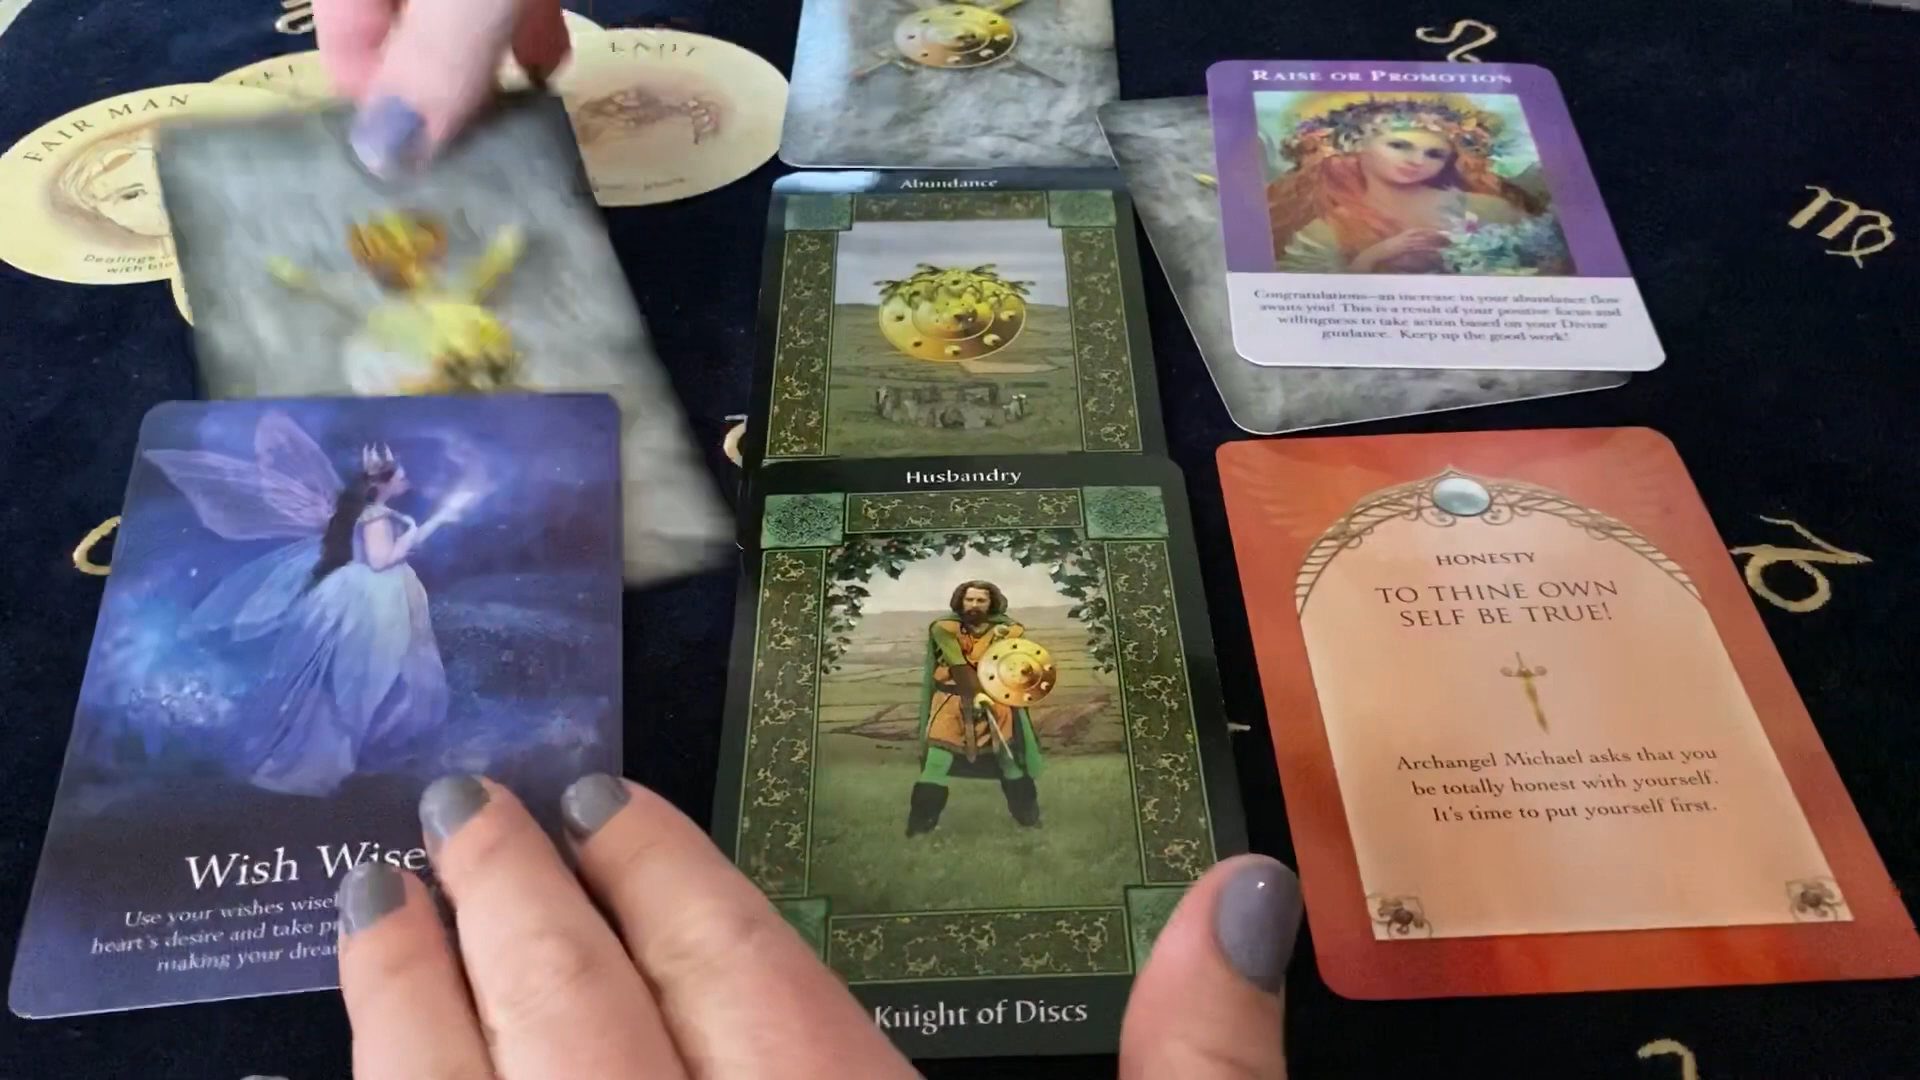 FAIR MAN
Dealings
with
RAISE OR PROMOTION
Congratulations—an increase in your abundance flow
awaits you! This is a result of your positive focus and
willingness to take action based on your Divine
guidance. Keep up the good work!
Abundance
Husbandry
Knight of Discs
HONESTY
TO THINE OWN
SELF BE TRUE!
Archangel Michael asks that you
be totally honest with yourself.
It's time to put yourself first.
Wish Wise
Use your wishes
heart's desire and take
making your